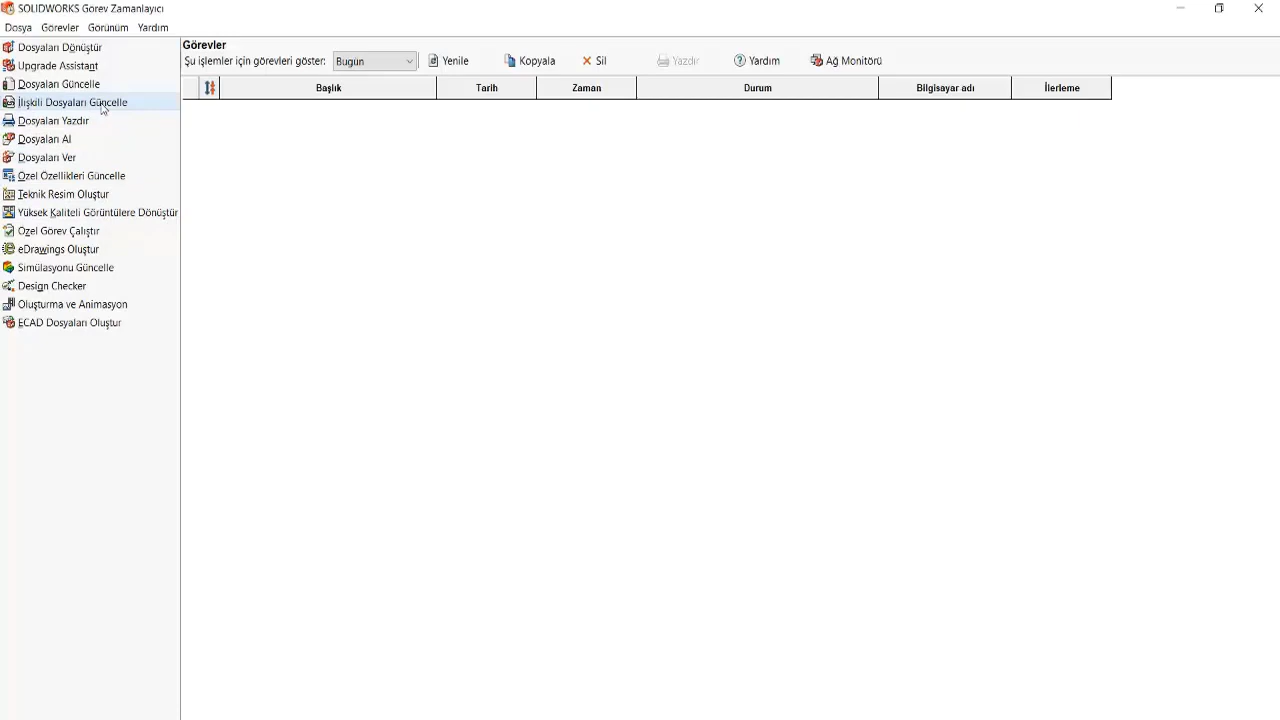 SOLIDWORKS Görev Zamanlayıcı
Dosya Görevler Görünüm Yardım
Dosyaları Dönüştür
Upgrade Assistant
Dosyaları Güncelle
İlişkili Dosyaları Güncelle
Dosyaları Yazdır
Dosyaları Al
Dosyaları Ver
Özel Özellikleri Güncelle
Teknik Resim Oluştur
Yüksek Kaliteli Görüntülere Dönüştür
Özel Görev Çalıştır
eDrawings Oluştur
Simülasyonu Güncelle
Design Checker
Oluşturma ve Animasyon
ECAD Dosyaları Oluştur
Görevler
Şu işlemler için görevleri göster: Bugün Yenile Kopyala Sil Yazdır Yardım Ağ Monitörü
Başlık Tarih Zaman Durum Bilgisayar adı İlerleme